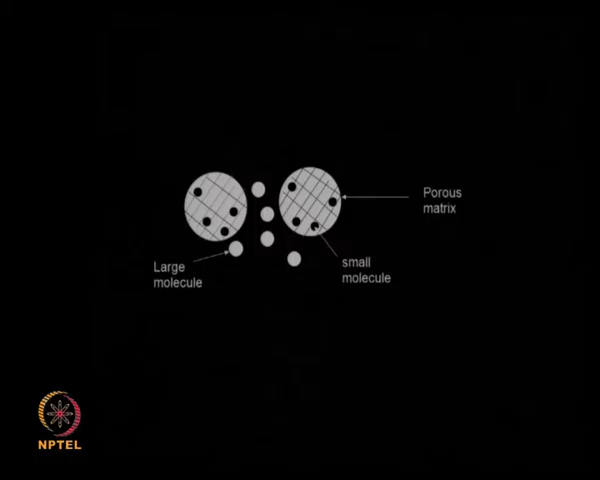 Porous
matrix
Large
molecule
small
molecule
NPTEL